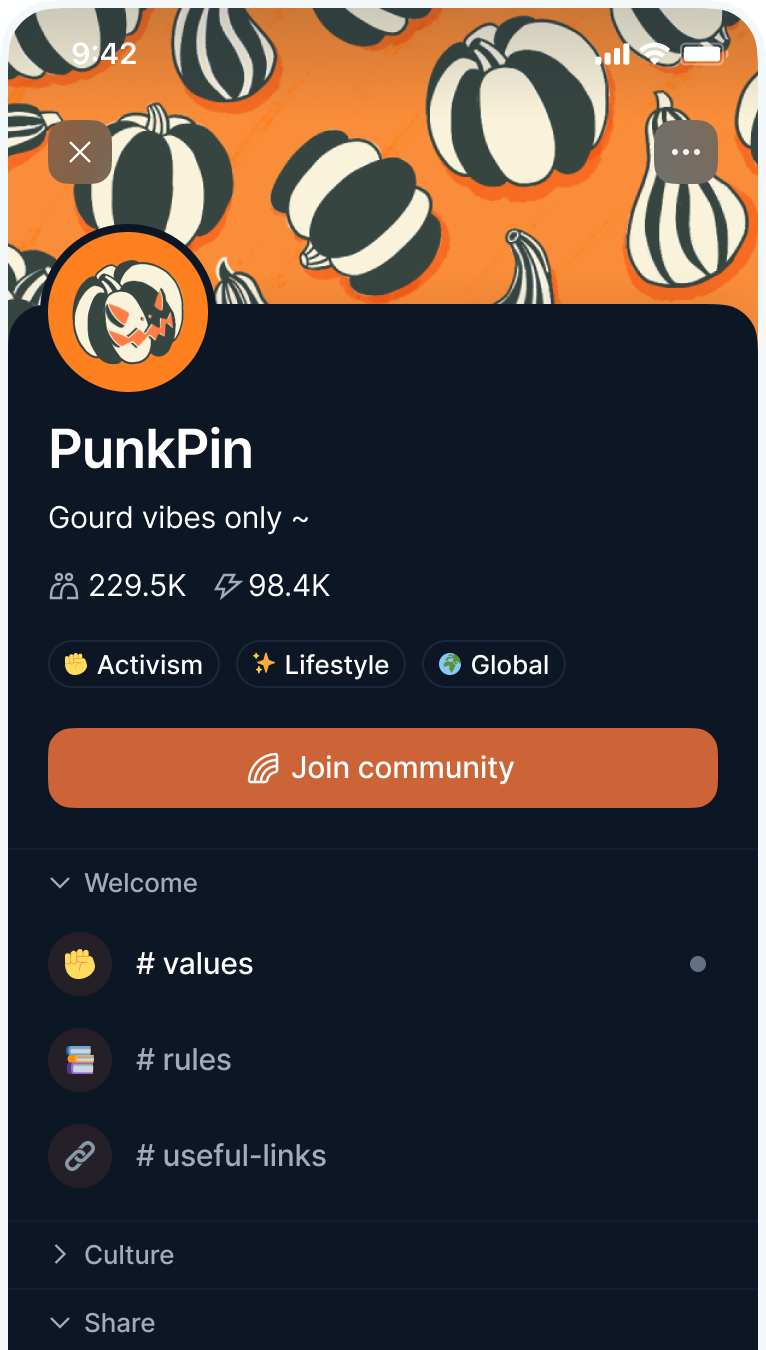 9:42
PunkPin
Gourd vibes only ~
229.5K 98.4K
✊ Activism ✨ Lifestyle 🌍 Global
Join community
Welcome
# values
# rules
# useful-links
Culture
Share